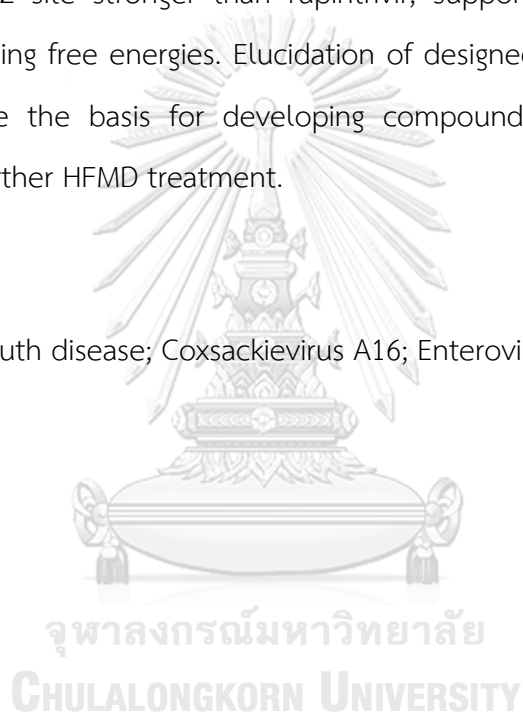 2 site stronger than rupintrivir, suppor
ing free energies. Elucidation of designed
e the basis for developing compound
rther HFMD treatment.
uth disease; Coxsackievirus A16; Enterovi
จุฬาลงกรณ์มหาวิทยาลัย
CHULALONGKORN UNIVERSITY